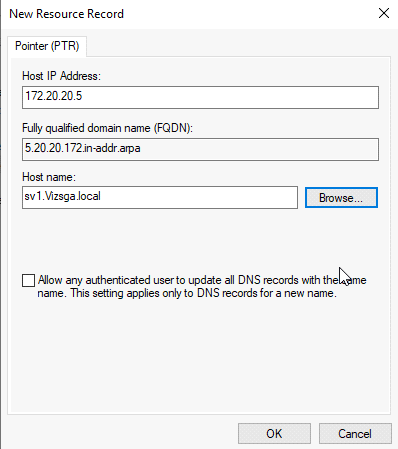 New Resource Record
Pointer (PTR)
Host IP Address:
172.20.20.5
Fully qualified domain name (FQDN):
5.20.20.172.in-addr.arpa
Host name:
sv1.Vizsga.local
Browse...
Allow any authenticated user to update all DNS records with the same
name. This setting applies only to DNS records for a new name.
OK
Cancel